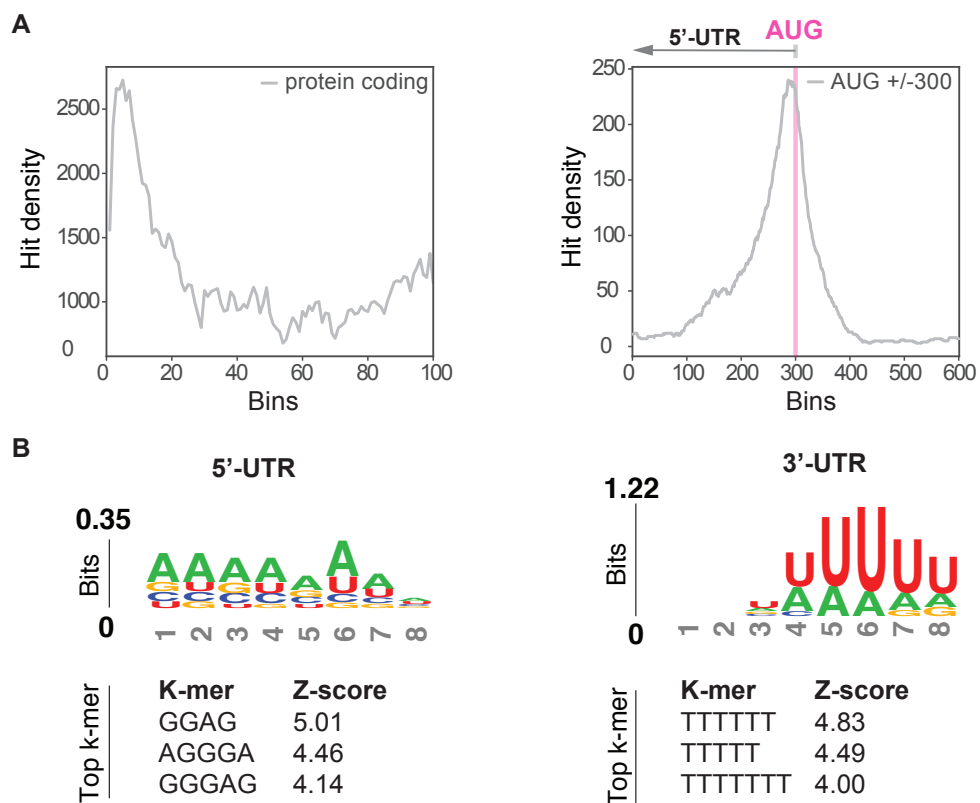 A
5'-UTR
AUG
protein coding
AUG +/-300
Hit density
2500
2000
1500
1000
0
0
20
40
60
80
100
Bins
Hit density
250
200
150
100
50
0
0
100
200
300
400
500
600
Bins
B
5'-UTR
0.35
Bits
0
A
G
C
U
A
U
C
G
A
G
C
U
A
U
C
G
A
G
C
U
A
U
C
G
A
U
C
G
A
1 2 3 4 5 6 7 8
Top k-mer
K-mer Z-score
GGAG 5.01
AGGGA 4.46
GGGAG 4.14
3'-UTR
1.22
Bits
0
U
A
U
A
C
U
A
U
A
U
A
G
U
A
G
1 2 3 4 5 6 7 8
Top k-mer
K-mer Z-score
TTTTTT 4.83
TTTTT 4.49
TTTTTTT 4.00